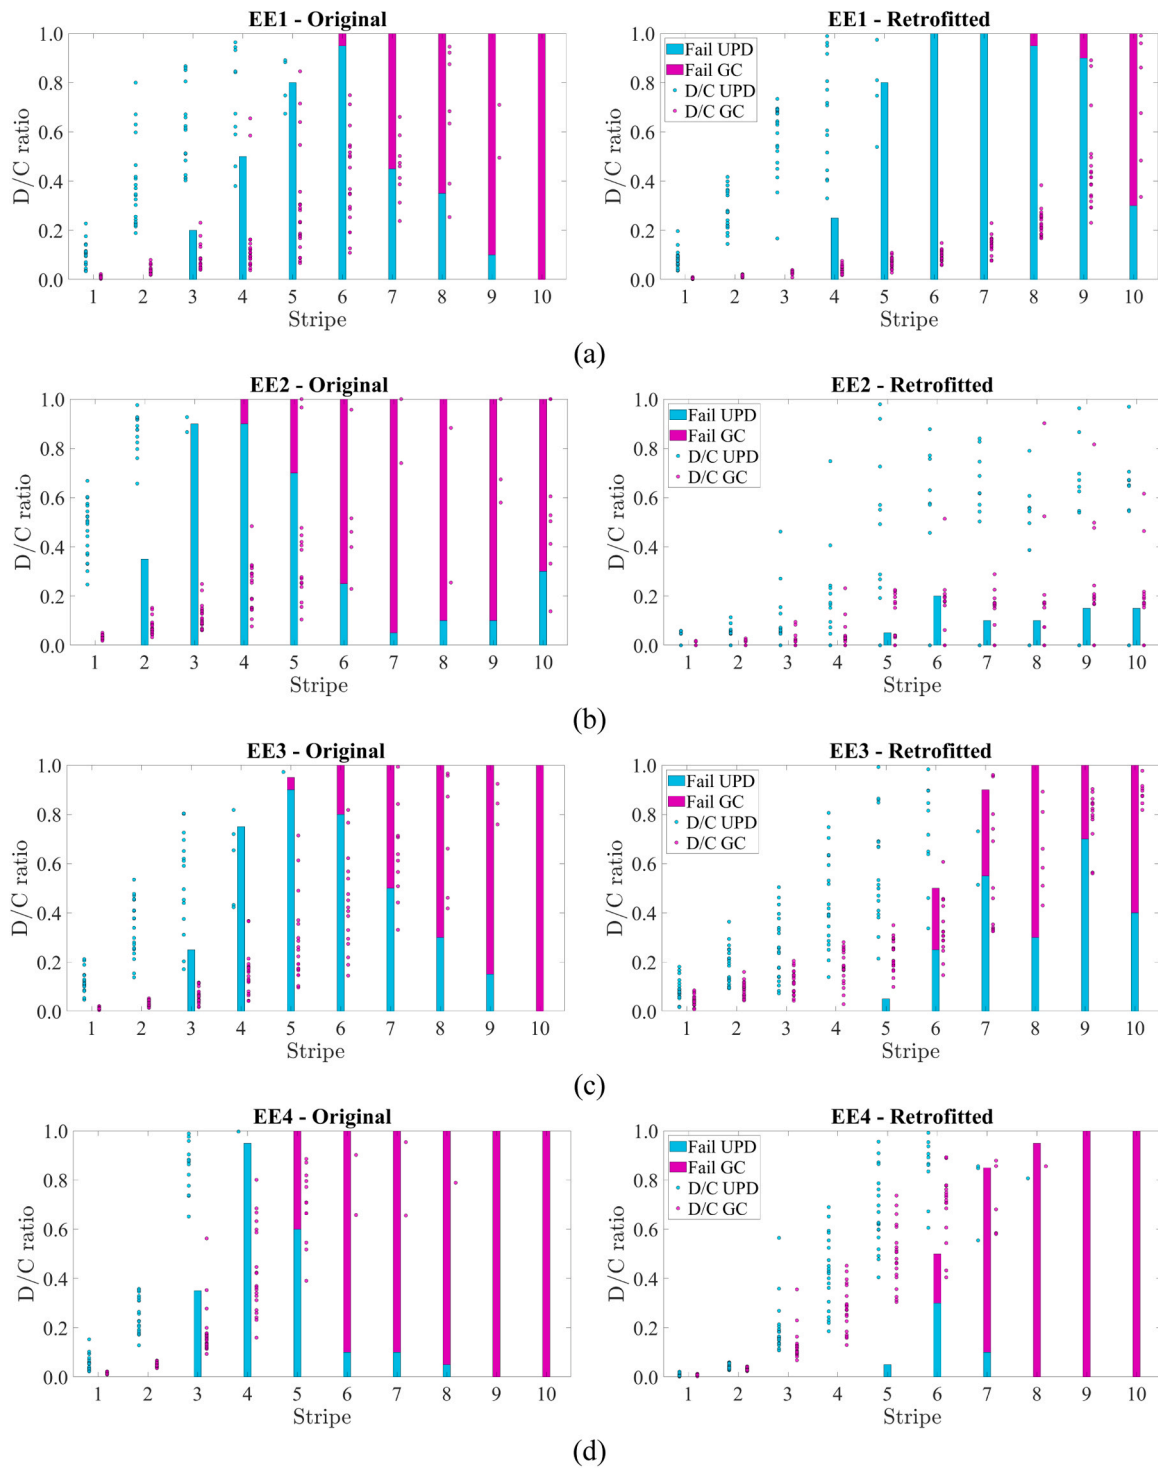 EE1 - Original
D/C ratio
1.0
0.8
0.6
0.4
0.2
0.0
1 2 3 4 5 6 7 8 9 10
Stripe
EE1 - Retrofitted
D/C ratio
1.0
0.8
0.6
0.4
0.2
0.0
Fail UPD
Fail GC
D/C UPD
D/C GC
1 2 3 4 5 6 7 8 9 10
Stripe
(a)
EE2 - Original
D/C ratio
1.0
0.8
0.6
0.4
0.2
0.0
1 2 3 4 5 6 7 8 9 10
Stripe
EE2 - Retrofitted
D/C ratio
1.0
0.8
0.6
0.4
0.2
0.0
Fail UPD
Fail GC
D/C UPD
D/C GC
1 2 3 4 5 6 7 8 9 10
Stripe
(b)
EE3 - Original
D/C ratio
1.0
0.8
0.6
0.4
0.2
0.0
1 2 3 4 5 6 7 8 9 10
Stripe
EE3 - Retrofitted
D/C ratio
1.0
0.8
0.6
0.4
0.2
0.0
Fail UPD
Fail GC
D/C UPD
D/C GC
1 2 3 4 5 6 7 8 9 10
Stripe
(c)
EE4 - Original
D/C ratio
1.0
0.8
0.6
0.4
0.2
0.0
1 2 3 4 5 6 7 8 9 10
Stripe
EE4 - Retrofitted
D/C ratio
1.0
0.8
0.6
0.4
0.2
0.0
Fail UPD
Fail GC
D/C UPD
D/C GC
1 2 3 4 5 6 7 8 9 10
Stripe
(d)